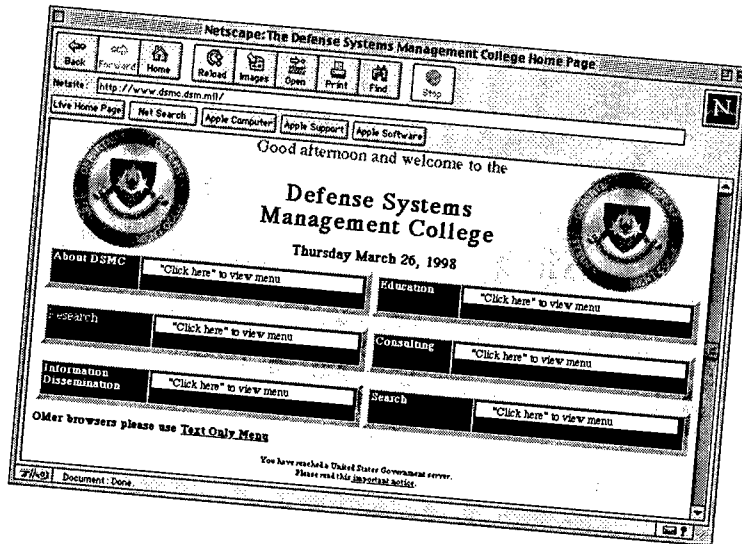 Netscape: The Defense Systems Management College Home Page
Back Forward Home Reload Images Open Print Find Stop
Netsite: http://www.dsmc.dsm.mil/
N
Live Home Page Net Search Apple Computer Apple Support Apple Software
Good afternoon and welcome to the
Defense Systems
Management College
Thursday March 26, 1998
About DSMC "Click here" to view menu
Education "Click here" to view menu
Research "Click here" to view menu
Consulting "Click here" to view menu
Information
Dissemination "Click here" to view menu
Search "Click here" to view menu
Older browsers please use Text Only Menu
You have reached a United States Government server.
Please read this important notice.
Document: Done.